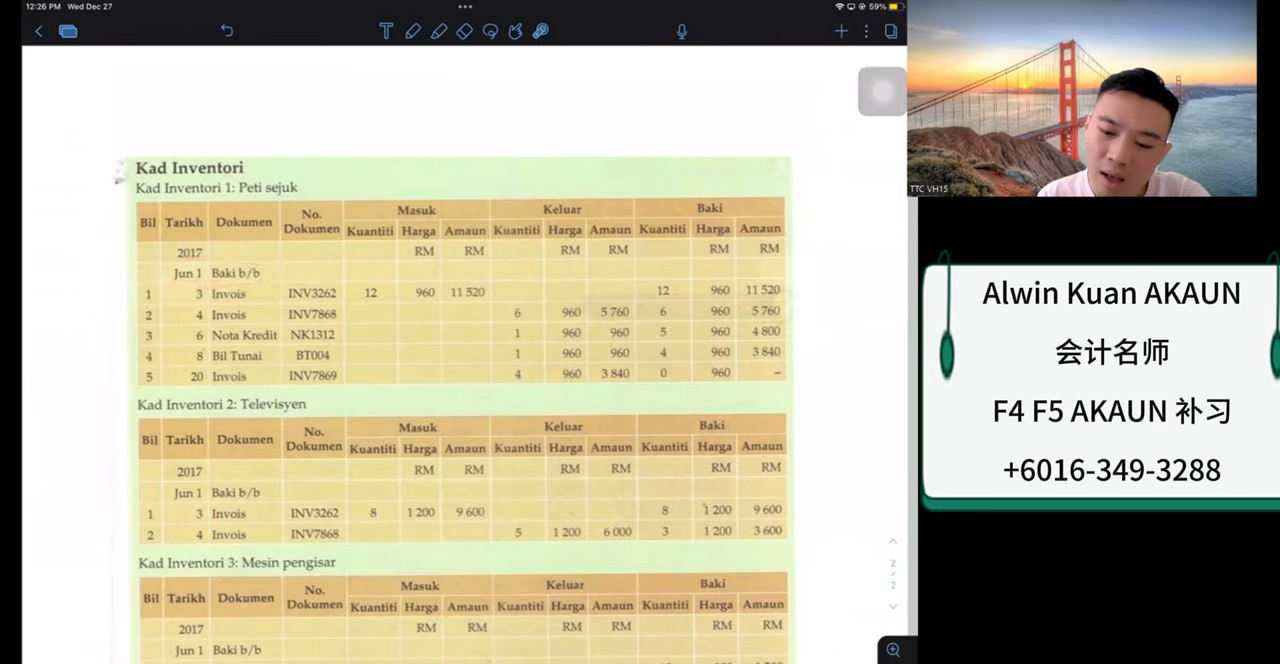 12:26 PM Wed Dec 27
59%
Kad Inventori
Kad Inventori 1: Peti sejuk
Bil Tarikh Dokumen No. Dokumen Masuk Keluar Baki
Kuantiti Harga Amaun Kuantiti Harga Amaun Kuantiti Harga Amaun
2017 RM RM RM RM RM RM
Jun 1 Baki b/b
1 3 Invois INV3262 12 960 11 520 12 960 11 520
2 4 Invois INV7868 6 960 5 760 6 960 5 760
3 6 Nota Kredit NK1312 1 960 960 5 960 4 800
4 8 Bil Tunai BT004 1 960 960 4 960 3 840
5 20 Invois INV7869 4 960 3 840 0 960 –
Kad Inventori 2: Televisyen
Bil Tarikh Dokumen No. Dokumen Masuk Keluar Baki
Kuantiti Harga Amaun Kuantiti Harga Amaun Kuantiti Harga Amaun
2017 RM RM RM RM RM RM
Jun 1 Baki b/b
1 3 Invois INV3262 8 1 200 9 600 8 1 200 9 600
2 4 Invois INV7868 5 1 200 6 000 3 1 200 3 600
Kad Inventori 3: Mesin pengisar
Bil Tarikh Dokumen No. Dokumen Masuk Keluar Baki
Kuantiti Harga Amaun Kuantiti Harga Amaun Kuantiti Harga Amaun
2017 RM RM RM RM RM RM
Jun 1 Baki b/b
2
2
TTC VH15
Alwin Kuan AKAUN
会计名师
F4 F5 AKAUN 补习
+6016-349-3288